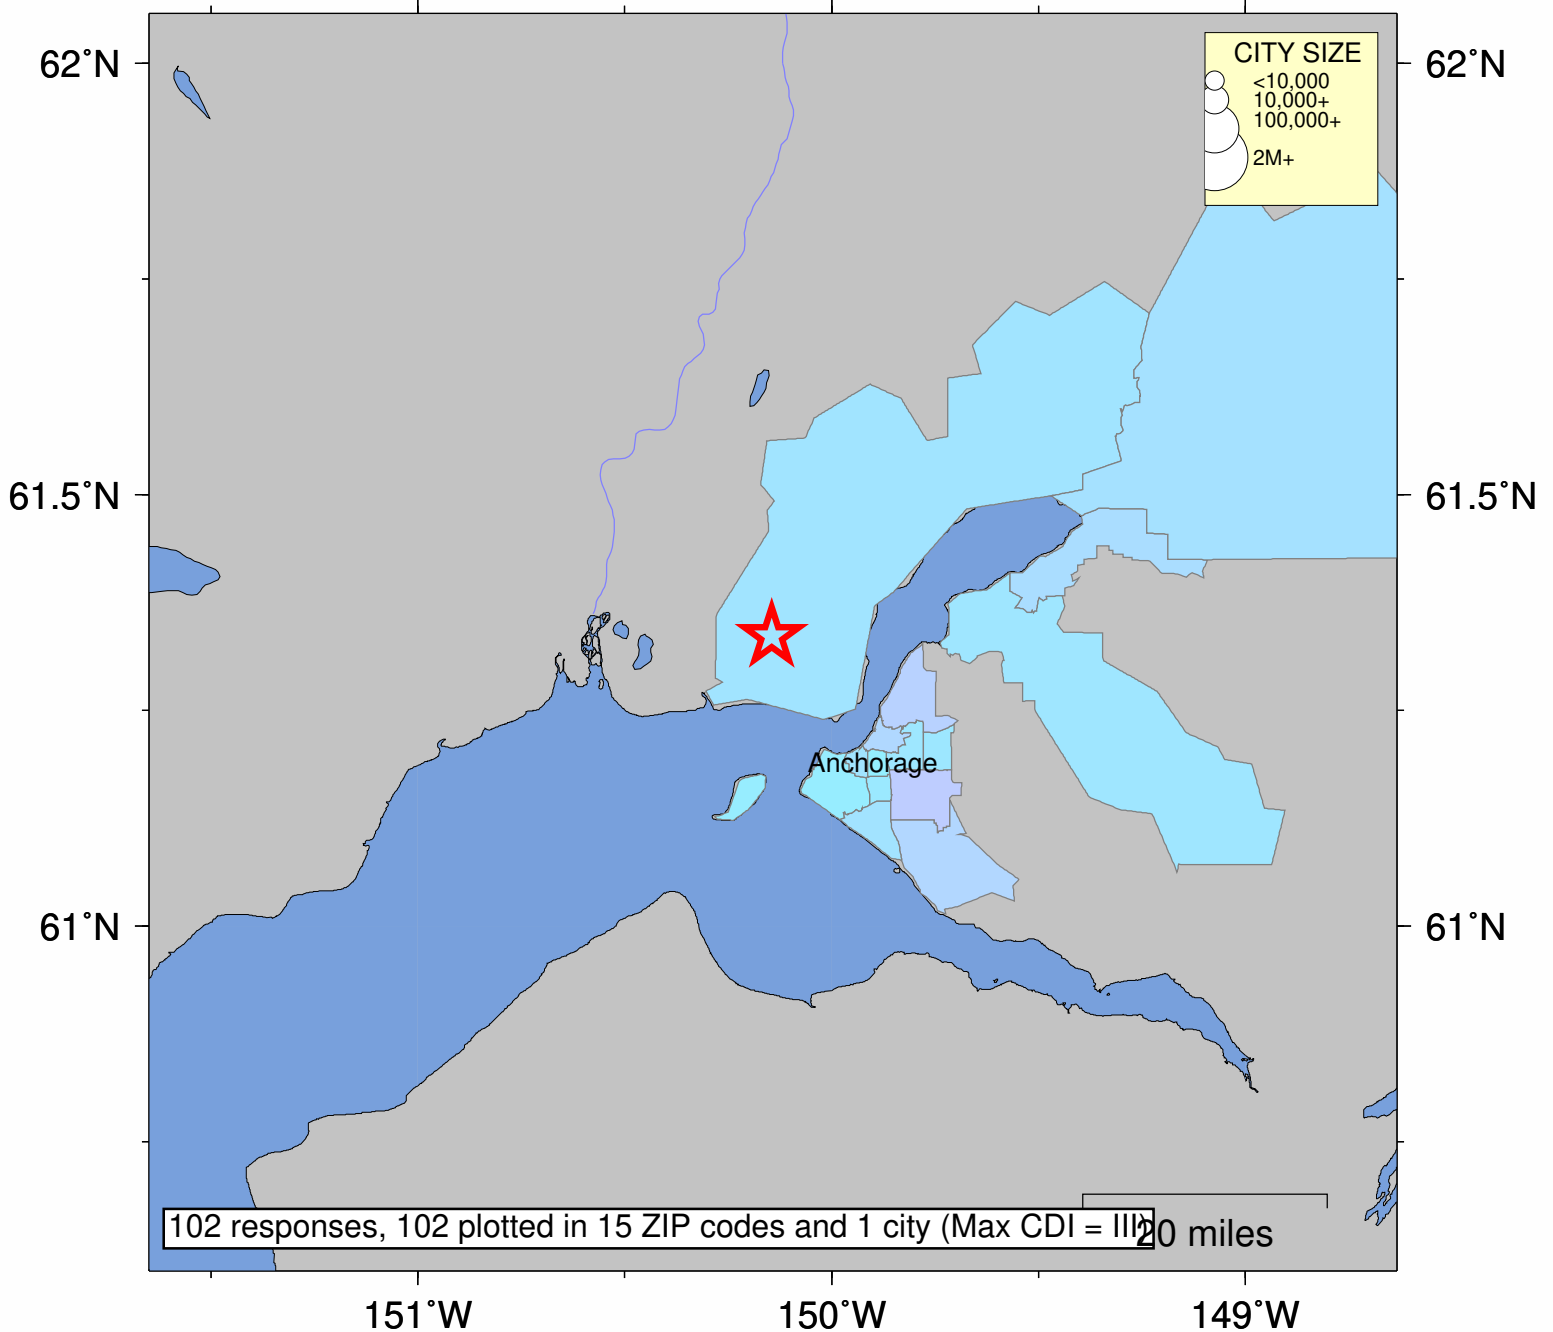 62˚N
62˚N
CITY SIZE
<10,000
10,000+
100,000+
2M+
61.5˚N
61.5˚N
Anchorage
61˚N
61˚N
102 responses, 102 plotted in 15 ZIP codes and 1 city (Max CDI = III)
20 miles
151˚W
150˚W
149˚W